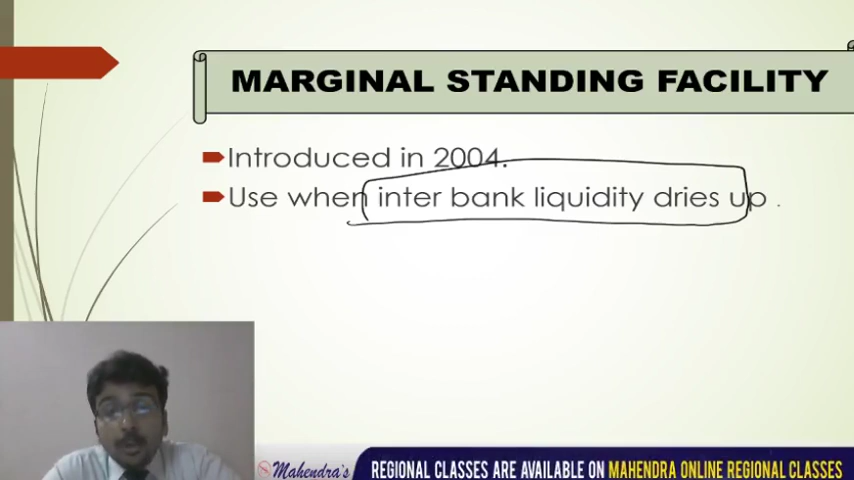 MARGINAL STANDING FACILITY
Introduced in 2004.
Use when inter bank liquidity dries up .
Mahendra's
REGIONAL CLASSES ARE AVAILABLE ON MAHENDRA ONLINE REGIONAL CLASSES